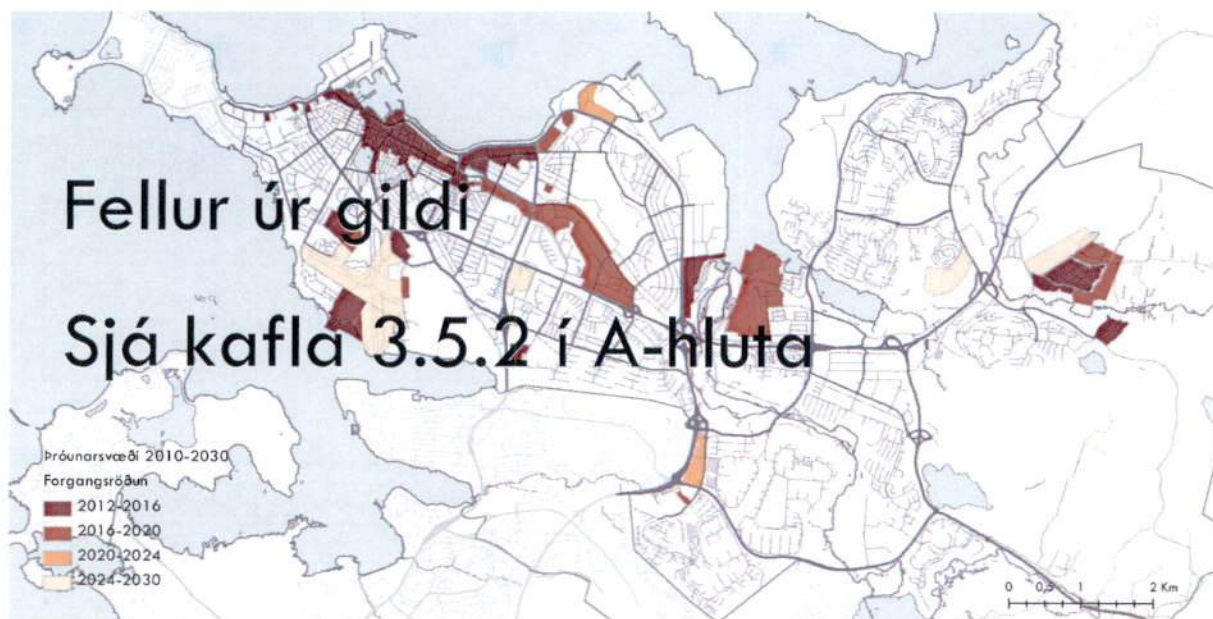 Fellur úr gildi
Sjá kafla 3.5.2 í A-hluta
Þróunarsvæði 2010-2030
Forgangsröðun
2012-2016
2016-2020
2020-2024
2024-2030
0 0,5 1 2 Km